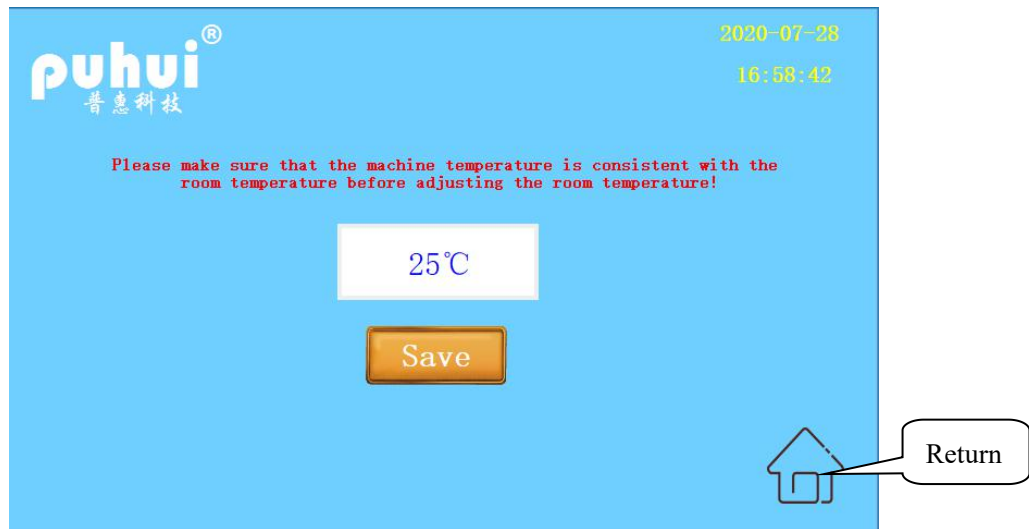 puhui®
普惠科技
2020-07-28
16:58:42
Please make sure that the machine temperature is consistent with the
room temperature before adjusting the room temperature!
25℃
Save
Return